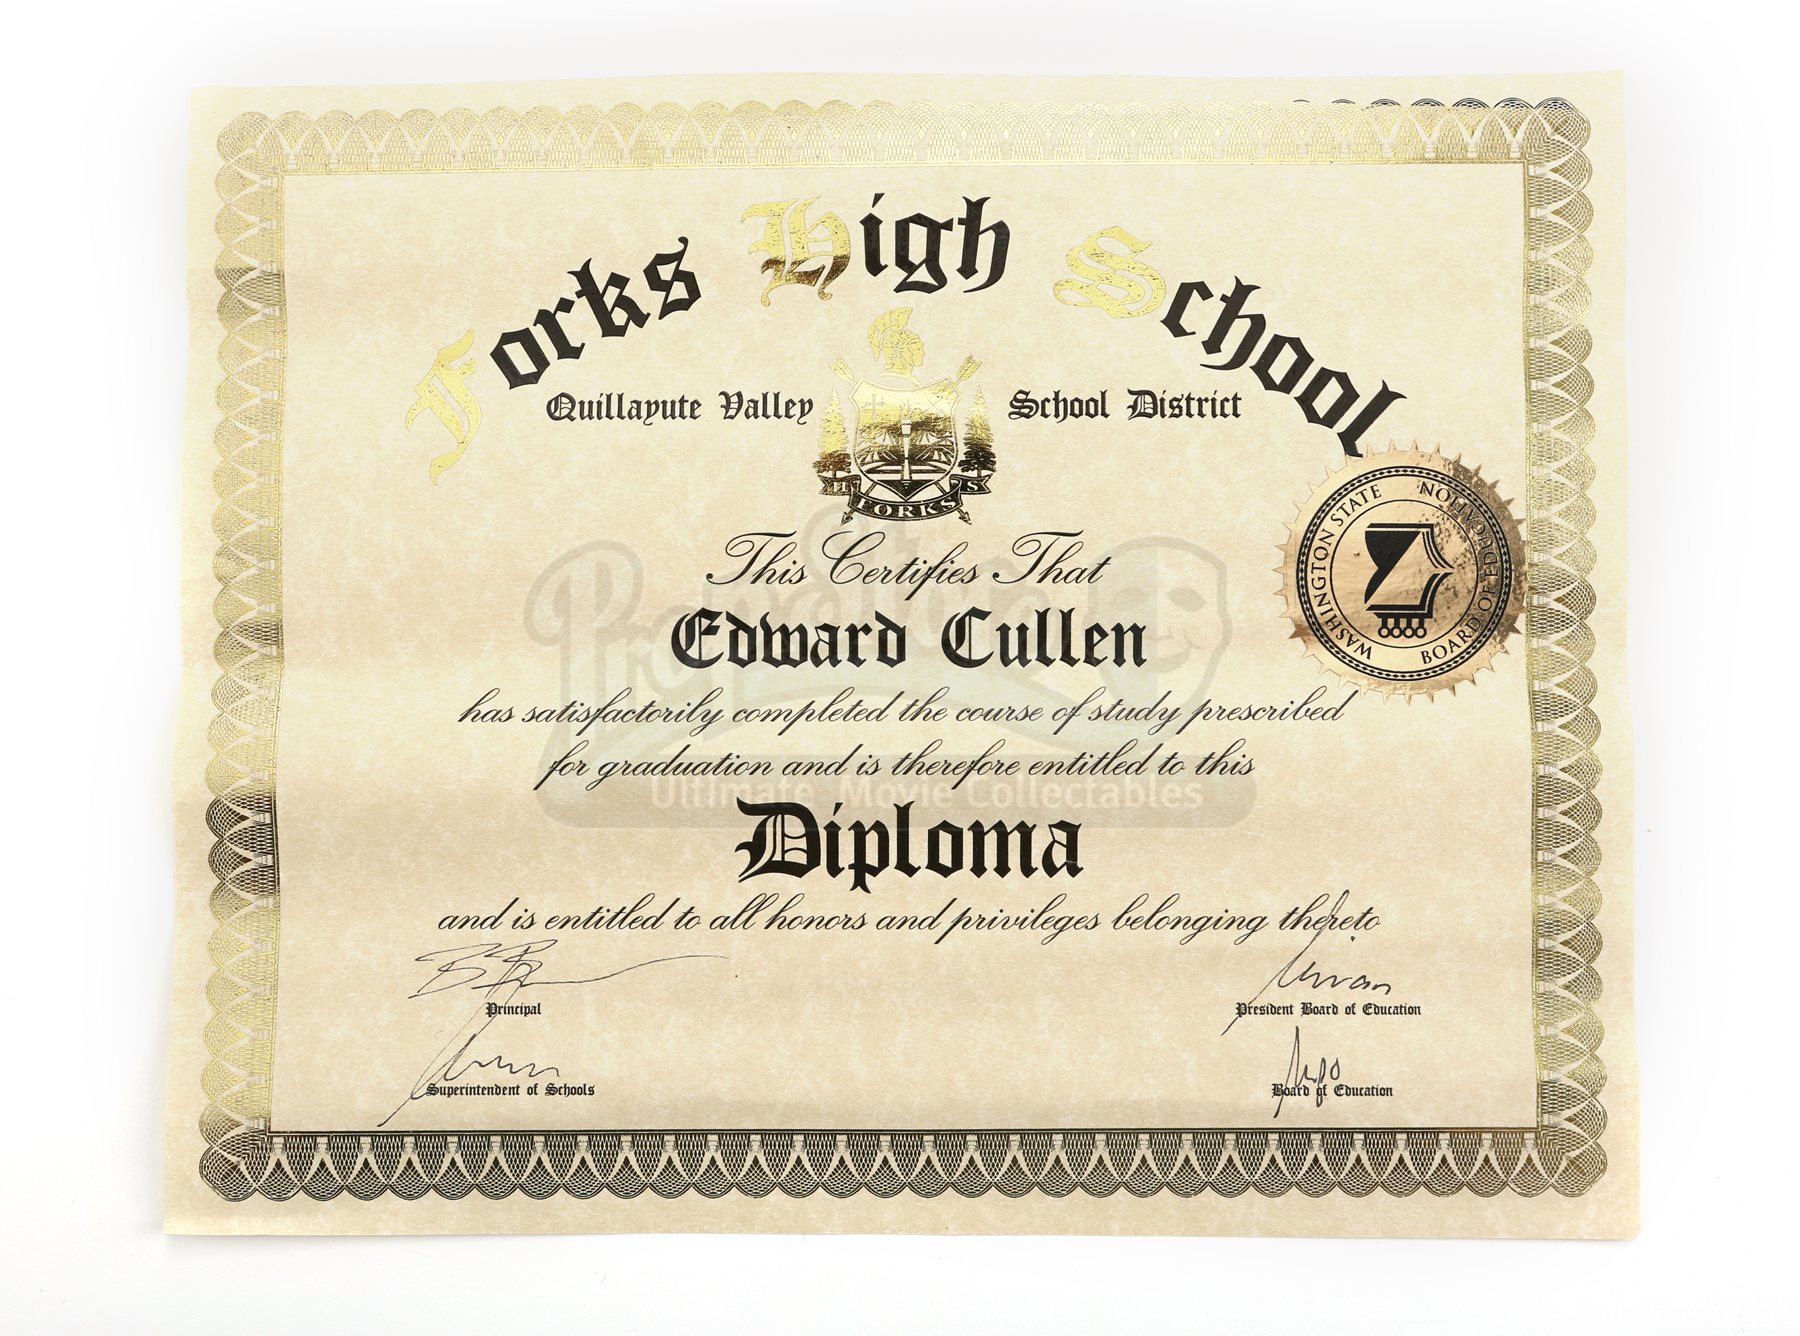 Forks High School
Quillayute Valley School District
H FORKS S
WASHINGTON STATE BOARD OF EDUCATION
This Certifies That
Edward Cullen
has satisfactorily completed the course of study prescribed
for graduation and is therefore entitled to this
Diploma
and is entitled to all honors and privileges belonging thereto
Principal
President Board of Education
Superintendent of Schools
Board of Education
Propstore
Ultimate Movie Collectables